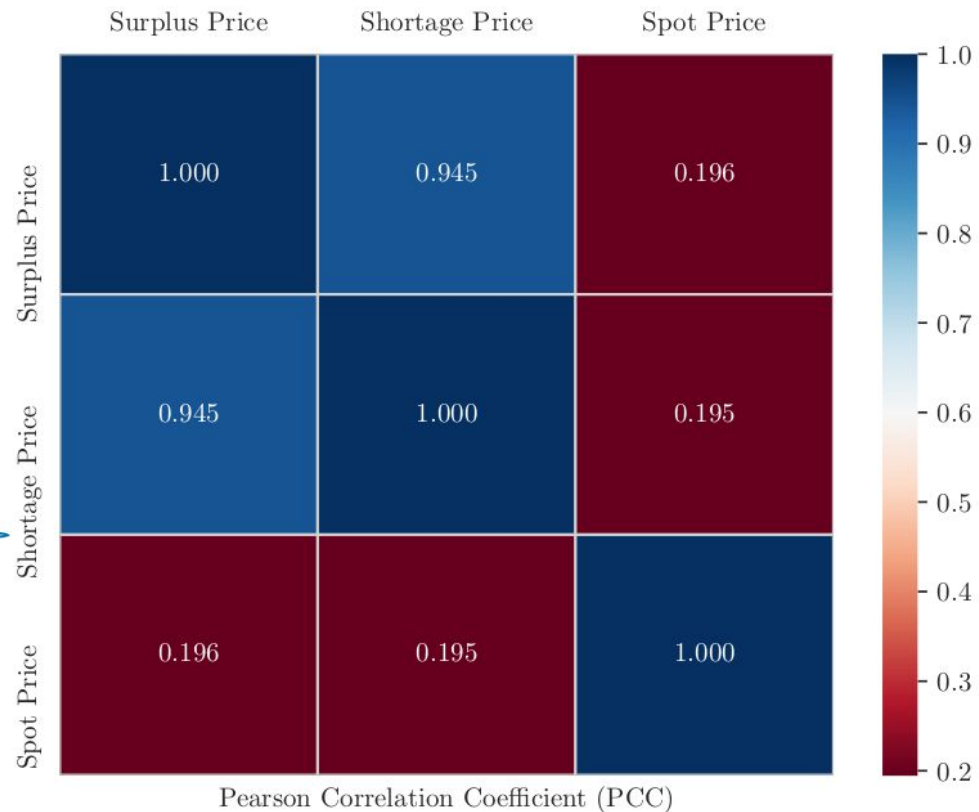 Surplus Price Shortage Price Spot Price
Surplus Price
1.000 0.945 0.196
Shortage Price
0.945 1.000 0.195
Spot Price
0.196 0.195 1.000
Pearson Correlation Coefficient (PCC)
1.0
0.9
0.8
0.7
0.6
0.5
0.4
0.3
0.2